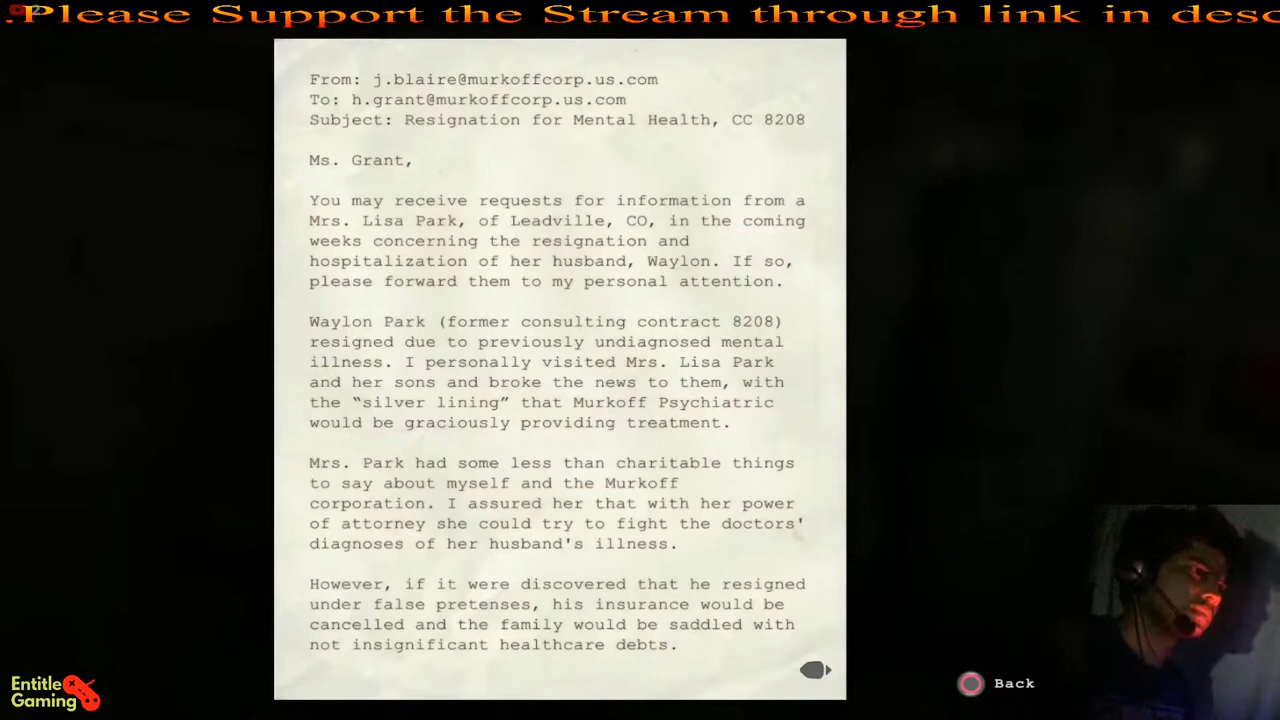 .Please Support the Stream through link in desc
From: j.blaire@murkoffcorp.us.com
To: h.grant@murkoffcorp.us.com
Subject: Resignation for Mental Health, CC 8208
Ms. Grant,
You may receive requests for information from a
Mrs. Lisa Park, of Leadville, CO, in the coming
weeks concerning the resignation and
hospitalization of her husband, Waylon. If so,
please forward them to my personal attention.
Waylon Park (former consulting contract 8208)
resigned due to previously undiagnosed mental
illness. I personally visited Mrs. Lisa Park
and her sons and broke the news to them, with
the “silver lining” that Murkoff Psychiatric
would be graciously providing treatment.
Mrs. Park had some less than charitable things
to say about myself and the Murkoff
corporation. I assured her that with her power
of attorney she could try to fight the doctors'
diagnoses of her husband's illness.
However, if it were discovered that he resigned
under false pretenses, his insurance would be
cancelled and the family would be saddled with
not insignificant healthcare debts.
Back
Entitle
Gaming